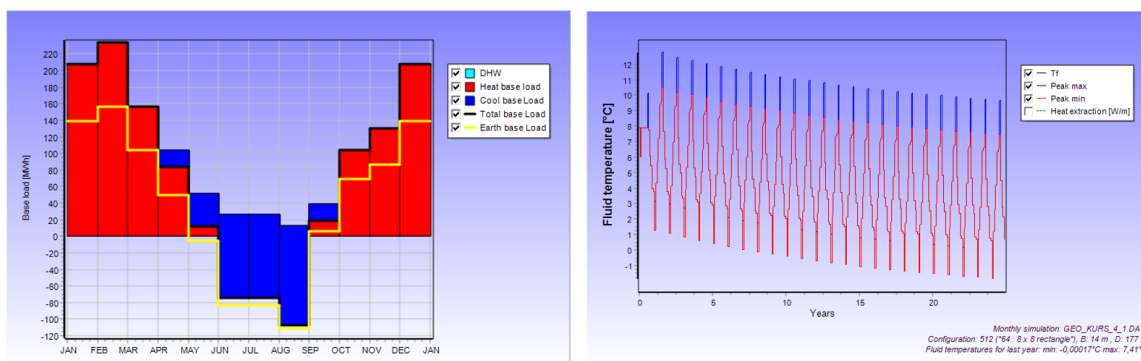 Base load [MWh]
220
200
180
160
140
120
100
80
60
40
20
0
-20
-40
-60
-80
-100
-120
JAN FEB MAR APR MAY JUN JUL AUG SEP OCT NOV DEC JAN
DHW
Heat base load
Cool base Load
Total base Load
Earth base Load
Fluid temperature [°C]
12
11
10
9
8
7
6
5
4
3
2
1
0
-1
0 5 10 15 20
Years
Tf
Peak max
Peak min
Heat extraction [W/m]
Monthly simulation: GEO_KURS_4_1.DA
Configuration: 512 ("64 : 8 x 8 rectangle"), B: 14 m , D: 177
Fluid temperatures for last year: min: -0,00017°C max: 7,41°